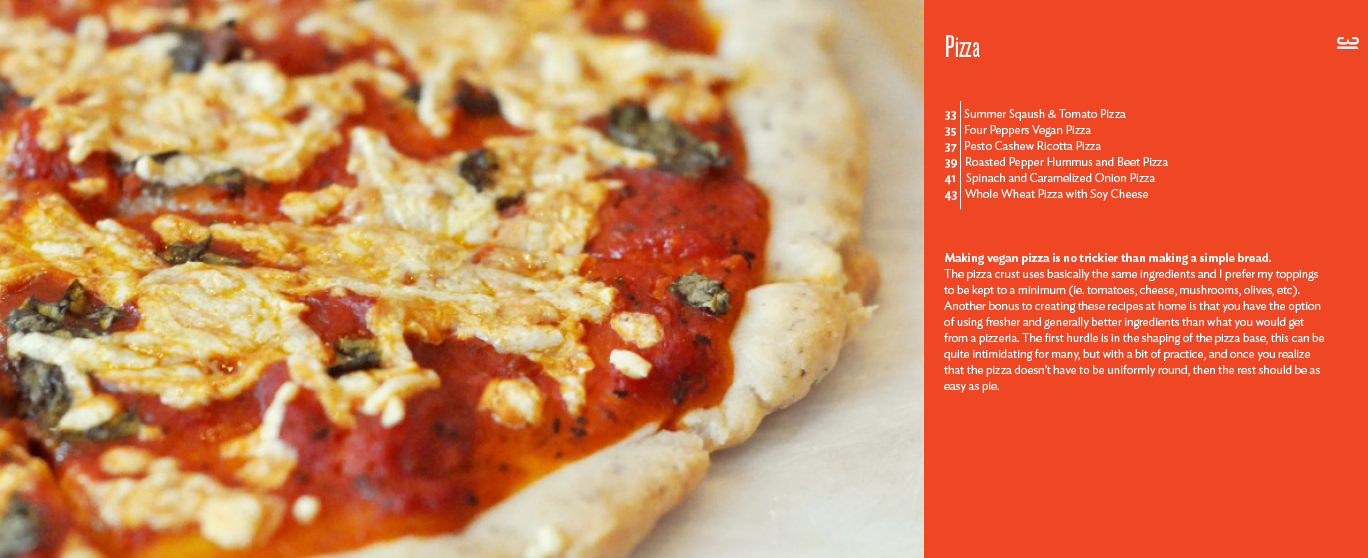 Pizza
33 Summer Sqaush & Tomato Pizza
35 Four Peppers Vegan Pizza
37 Pesto Cashew Ricotta Pizza
39 Roasted Pepper Hummus and Beet Pizza
41 Spinach and Caramelized Onion Pizza
43 Whole Wheat Pizza with Soy Cheese
Making vegan pizza is no trickier than making a simple bread.
The pizza crust uses basically the same ingredients and I prefer my toppings
to be kept to a minimum (ie. tomatoes, cheese, mushrooms, olives, etc).
Another bonus to creating these recipes at home is that you have the option
of using fresher and generally better ingredients than what you would get
from a pizzeria. The first hurdle is in the shaping of the pizza base, this can be
quite intimidating for many, but with a bit of practice, and once you realize
that the pizza doesn't have to be uniformly round, then the rest should be as
easy as pie.